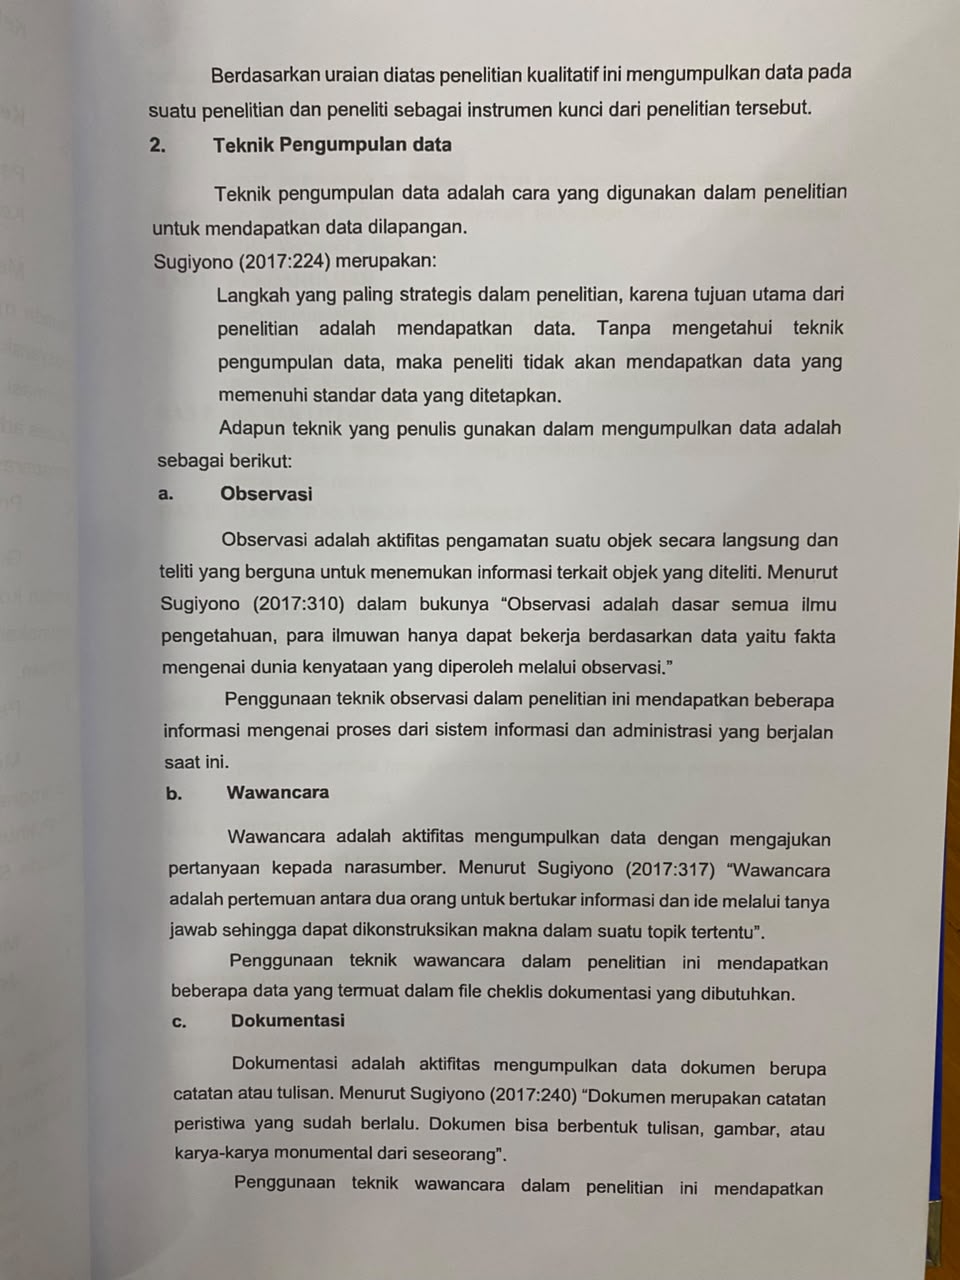 Berdasarkan uraian diatas penelitian kualitatif ini mengumpulkan data pada
suatu penelitian dan peneliti sebagai instrumen kunci dari penelitian tersebut.
2. Teknik Pengumpulan data
Teknik pengumpulan data adalah cara yang digunakan dalam penelitian
untuk mendapatkan data dilapangan.
Sugiyono (2017:224) merupakan:
Langkah yang paling strategis dalam penelitian, karena tujuan utama dari
penelitian adalah mendapatkan data. Tanpa mengetahui teknik
pengumpulan data, maka peneliti tidak akan mendapatkan data yang
memenuhi standar data yang ditetapkan.
Adapun teknik yang penulis gunakan dalam mengumpulkan data adalah
sebagai berikut:
a. Observasi
Observasi adalah aktifitas pengamatan suatu objek secara langsung dan
teliti yang berguna untuk menemukan informasi terkait objek yang diteliti. Menurut
Sugiyono (2017:310) dalam bukunya “Observasi adalah dasar semua ilmu
pengetahuan, para ilmuwan hanya dapat bekerja berdasarkan data yaitu fakta
mengenai dunia kenyataan yang diperoleh melalui observasi.”
Penggunaan teknik observasi dalam penelitian ini mendapatkan beberapa
informasi mengenai proses dari sistem informasi dan administrasi yang berjalan
saat ini.
b. Wawancara
Wawancara adalah aktifitas mengumpulkan data dengan mengajukan
pertanyaan kepada narasumber. Menurut Sugiyono (2017:317) “Wawancara
adalah pertemuan antara dua orang untuk bertukar informasi dan ide melalui tanya
jawab sehingga dapat dikonstruksikan makna dalam suatu topik tertentu”.
Penggunaan teknik wawancara dalam penelitian ini mendapatkan
beberapa data yang termuat dalam file cheklis dokumentasi yang dibutuhkan.
c. Dokumentasi
Dokumentasi adalah aktifitas mengumpulkan data dokumen berupa
catatan atau tulisan. Menurut Sugiyono (2017:240) “Dokumen merupakan catatan
peristiwa yang sudah berlalu. Dokumen bisa berbentuk tulisan, gambar, atau
karya-karya monumental dari seseorang”.
Penggunaan teknik wawancara dalam penelitian ini mendapatkan